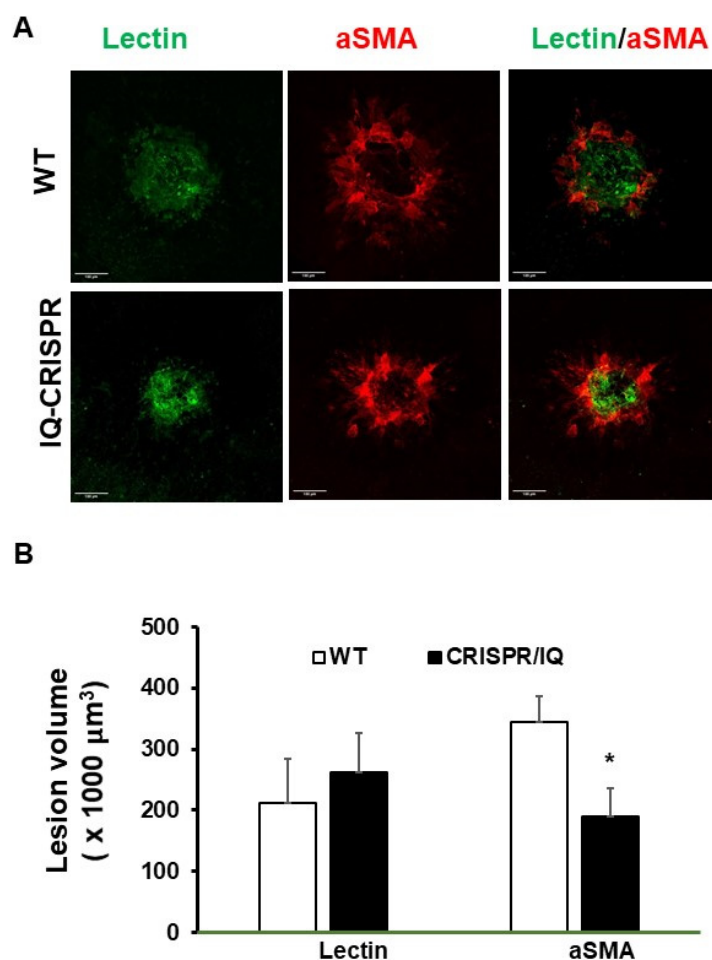 A
Lectin
aSMA
Lectin/aSMA
WT
IQ-CRISPR
B
500
400
300
200
100
0
Lesion volume
( x 1000 µm³)
WT
CRISPR/IQ
*
Lectin
aSMA